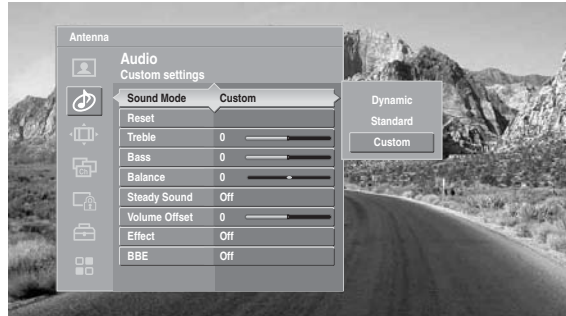 Antenna
Audio
Custom settings
Sound Mode Custom
Reset
Treble 0
Bass 0
Balance 0
Steady Sound Off
Volume Offset 0
Effect Off
BBE Off
Dynamic
Standard
Custom
Ch